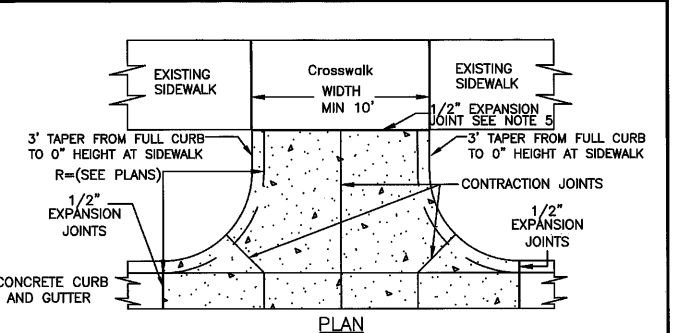 EXISTING
SIDEWALK
Crosswalk
WIDTH
MIN 10'
EXISTING
SIDEWALK
1/2" EXPANSION
JOINT SEE NOTE 5
3' TAPER FROM FULL CURB
TO 0" HEIGHT AT SIDEWALK
3' TAPER FROM FULL CURB
TO 0" HEIGHT AT SIDEWALK
R=(SEE PLANS)
CONTRACTION JOINTS
1/2"
EXPANSION
JOINTS
1/2"
EXPANSION
JOINTS
CONCRETE CURB
AND GUTTER
PLAN